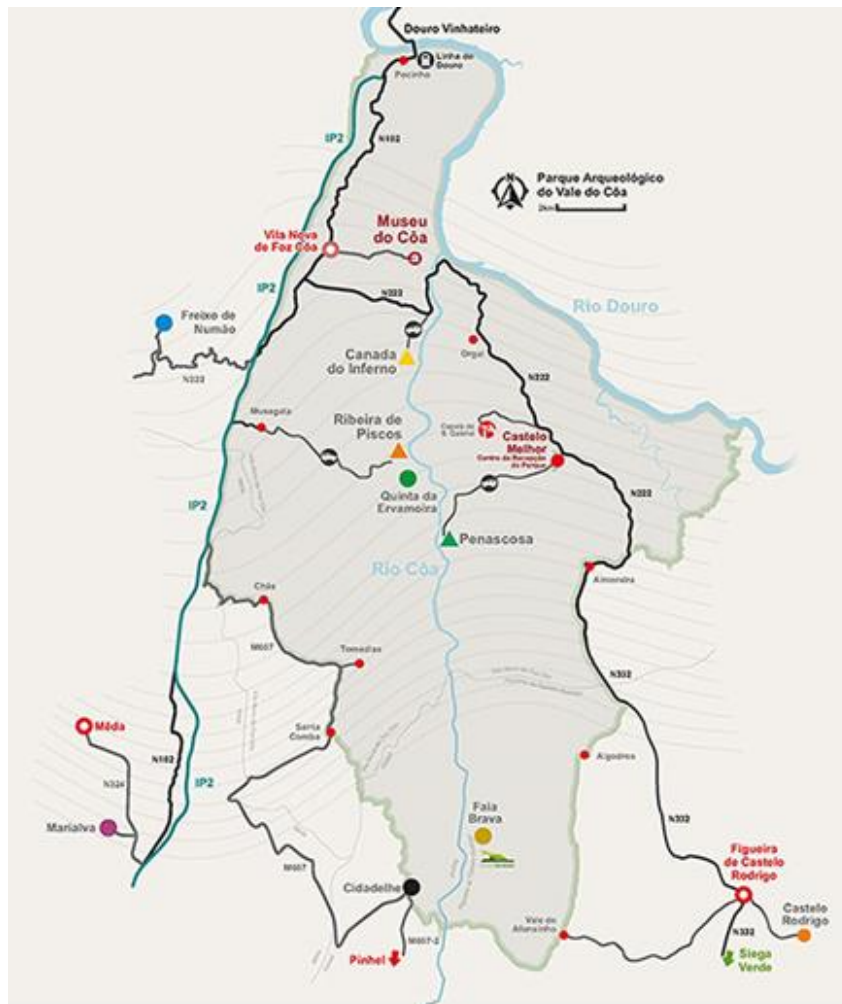 Douro Vinhateiro
Linha do
Douro
Pocinho
IP2
N102
Parque Arqueológico
do Vale do Côa
N
2km
Vila Nova
de Foz Côa
Museu
do Côa
IP2
N222
Rio Douro
Freixo de
Numão
N222
Canada
do Inferno
Orgal
N222
Muxagata
Ribeira de
Piscos
Castelo
Melhor
Centro de Recepção
do Parque
Quinta da
Ervamoira
N222
IP2
Penascosa
Rio Côa
Almendra
Chãs
M607
Tomadias
N332
Mêda
Santa
Comba
N102
Algodres
N324
IP2
Marialva
Faia
Brava
N332
M607
Figueira
de Castelo
Rodrigo
Cidadelhe
Castelo
Rodrigo
Vale de
Afonsinho
N332
M607-2
Pinhel
Siega
Verde